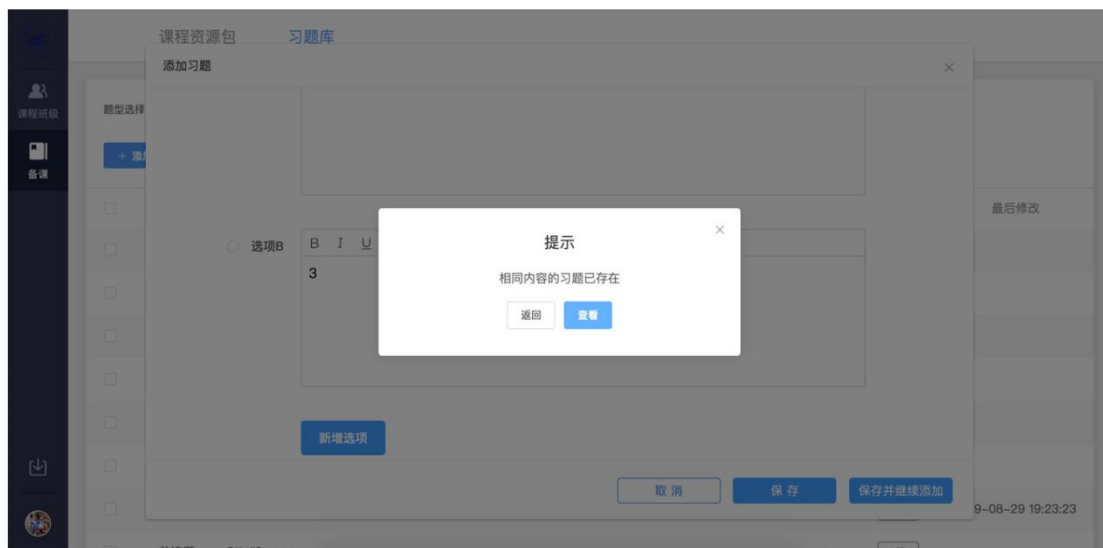 课程资源包 习题库
添加习题
课程班级
题型选择
备课
最后修改
提示
选项B B I U
3
相同内容的习题已存在
返回 查看
新增选项
取消 保存 保存并继续添加
9-08-29 19:23:23